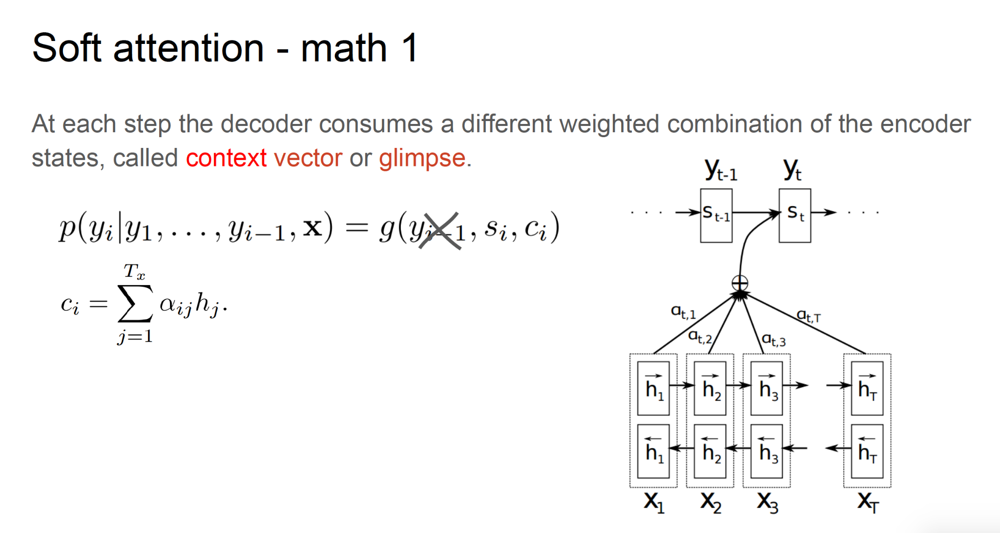 Soft attention - math 1
At each step the decoder consumes a different weighted combination of the encoder
states, called context vector or glimpse.
p(y_i|y_1, . . . , y_{i−1}, x) = g(y_{i−1}, s_i, c_i)
c_i = \sum_{j=1}^{T_x} α_{ij}h_j.
y_{t-1} y_t
. . . s_{t-1} s_t . . .
a_{t,1} a_{t,T}
a_{t,2} a_{t,3}
\overrightarrow{h}_1 \overrightarrow{h}_2 \overrightarrow{h}_3 \overrightarrow{h}_T
\overleftarrow{h}_1 \overleftarrow{h}_2 \overleftarrow{h}_3 \overleftarrow{h}_T
x_1 x_2 x_3 x_T